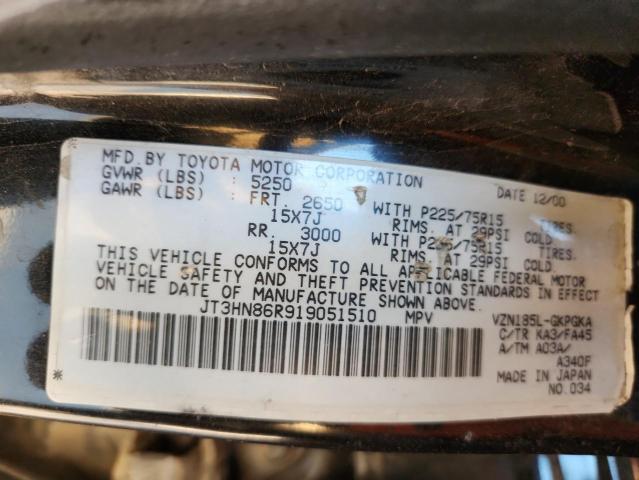 MFD.BY TOYOTA MOTOR CORPORATION DATE 12/00
GVWR (LBS) : 5250
GAWR (LBS) : FRT. 2650 WITH P225/75R15 TIRES,
15X7J RIMS, AT 29PSI COLD
RR. 3000 WITH P225/75R15 TIRES,
15X7J RIMS, AT 29PSI COLD
THIS VEHICLE CONFORMS TO ALL APPLICABLE FEDERAL MOTOR
VEHICLE SAFETY AND THEFT PREVENTION STANDARDS IN EFFECT
ON THE DATE OF MANUFACTURE SHOWN ABOVE.
JT3HN86R919051510 MPV VZN185L-GKPGKA
C/TR KA3/FA45
A/TM A03A/
A340F
MADE IN JAPAN
NO.034